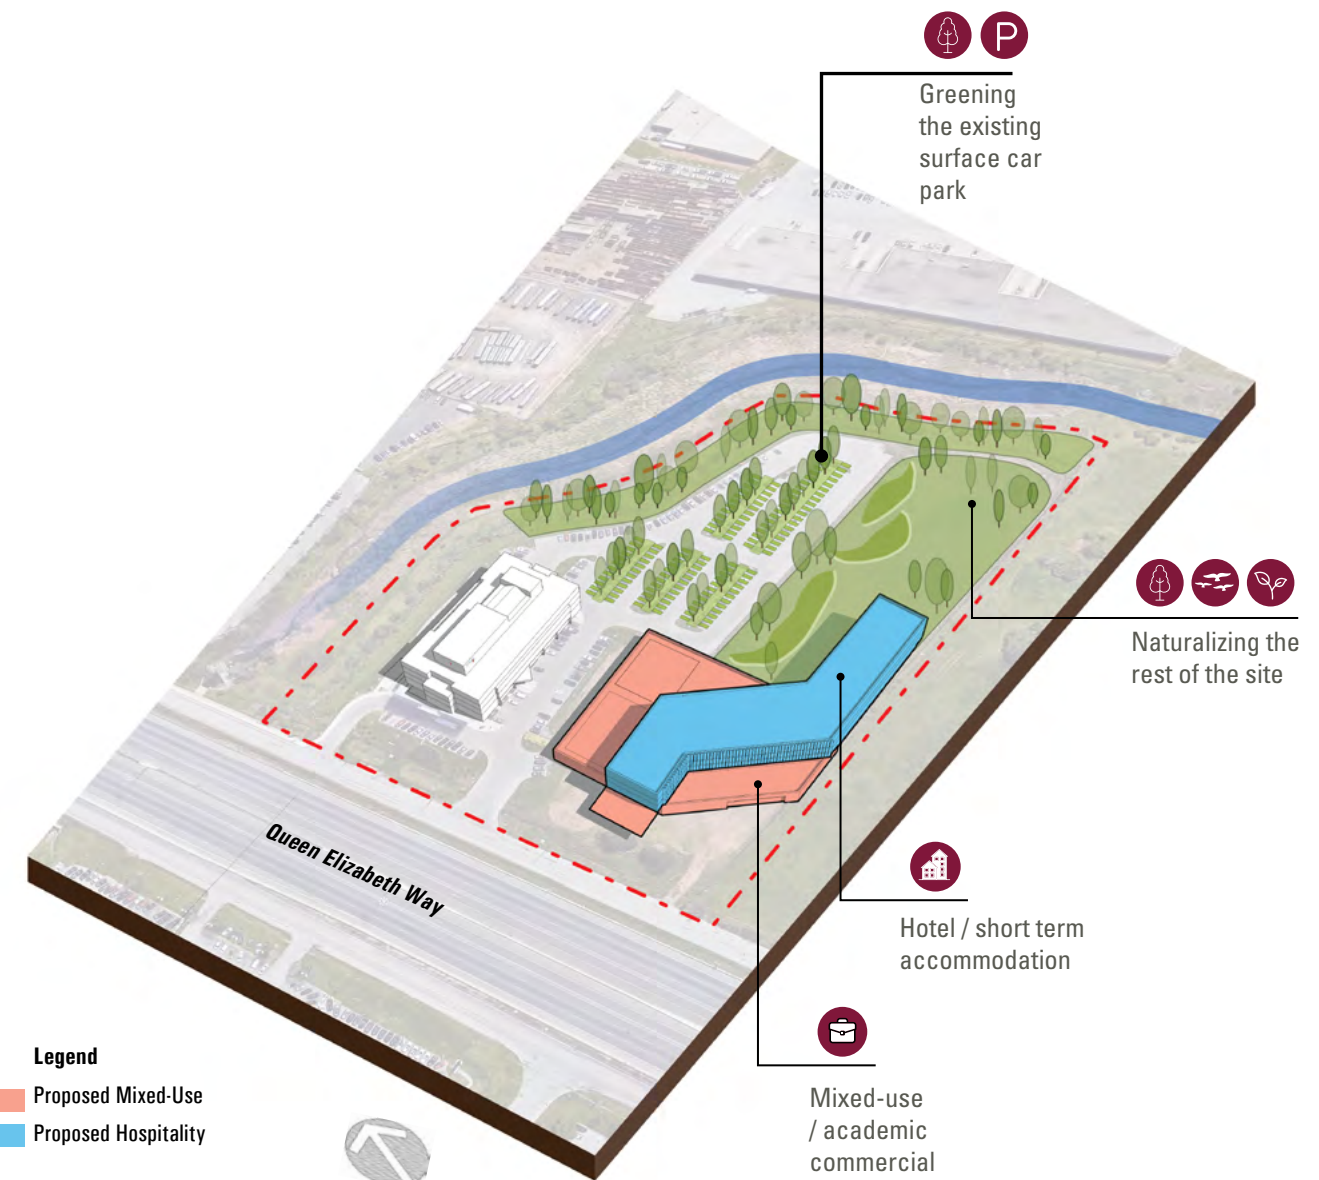 P
Greening
the existing
surface car
park
Naturalizing the
rest of the site
Queen Elizabeth Way
Hotel / short term
accommodation
Mixed-use
/ academic
commercial
Legend
Proposed Mixed-Use
Proposed Hospitality